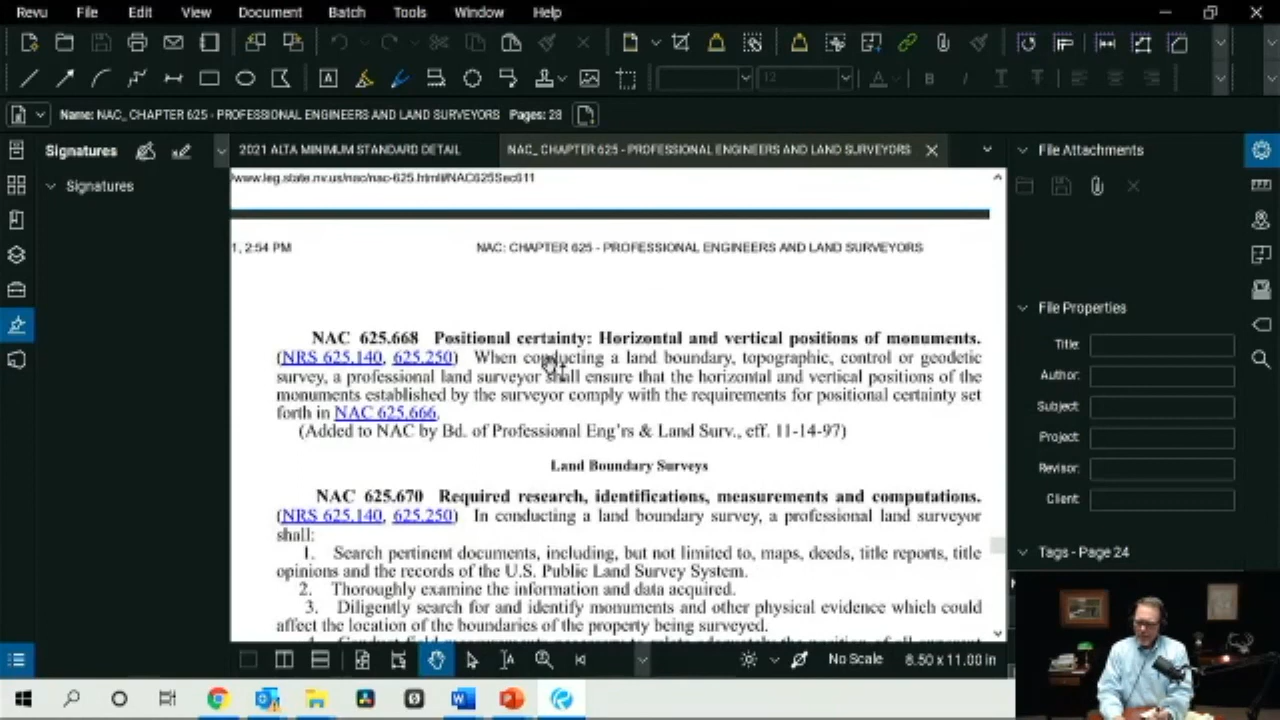 Revu File Edit View Document Batch Tools Window Help
12
Name: NAC_ CHAPTER 625 - PROFESSIONAL ENGINEERS AND LAND SURVEYORS Pages: 28
Signatures
Signatures
2021 ALTA MINIMUM STANDARD DETAIL
NAC_ CHAPTER 625 - PROFESSIONAL ENGINEERS AND LAND SURVEYORS
/www.leg.state.nv.us/nac/nac-625.html#NAC625Sec611
1, 2:54 PM NAC: CHAPTER 625 - PROFESSIONAL ENGINEERS AND LAND SURVEYORS
NAC 625.668 Positional certainty: Horizontal and vertical positions of monuments.
(NRS 625.140, 625.250) When conducting a land boundary, topographic, control or geodetic
survey, a professional land surveyor shall ensure that the horizontal and vertical positions of the
monuments established by the surveyor comply with the requirements for positional certainty set
forth in NAC 625.666.
(Added to NAC by Bd. of Professional Eng'rs & Land Surv., eff. 11-14-97)
Land Boundary Surveys
NAC 625.670 Required research, identifications, measurements and computations.
(NRS 625.140, 625.250) In conducting a land boundary survey, a professional land surveyor
shall:
1. Search pertinent documents, including, but not limited to, maps, deeds, title reports, title
opinions and the records of the U.S. Public Land Survey System.
2. Thoroughly examine the information and data acquired.
3. Diligently search for and identify monuments and other physical evidence which could
affect the location of the boundaries of the property being surveyed.
File Attachments
File Properties
Title:
Author:
Subject:
Project:
Revisor:
Client:
Tags - Page 24
No Scale 8.50 x 11.00 in